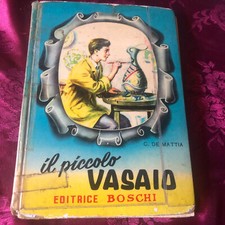 G. DE MATTIA
il piccolo
VASAIO
EDITRICE BOSCHI